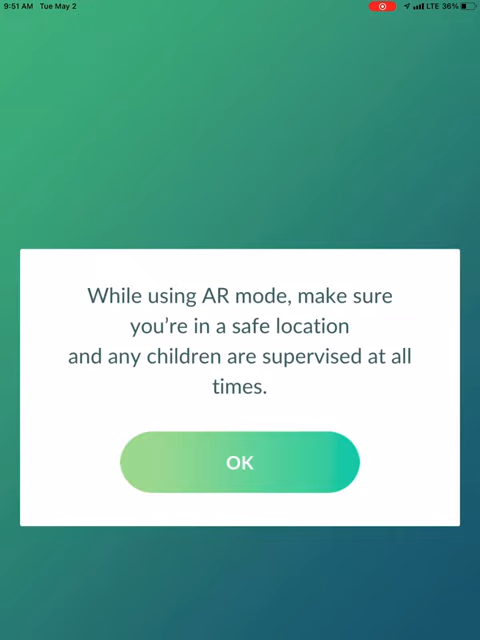 9:51 AM Tue May 2 LTE 36%
While using AR mode, make sure
you’re in a safe location
and any children are supervised at all
times.
OK